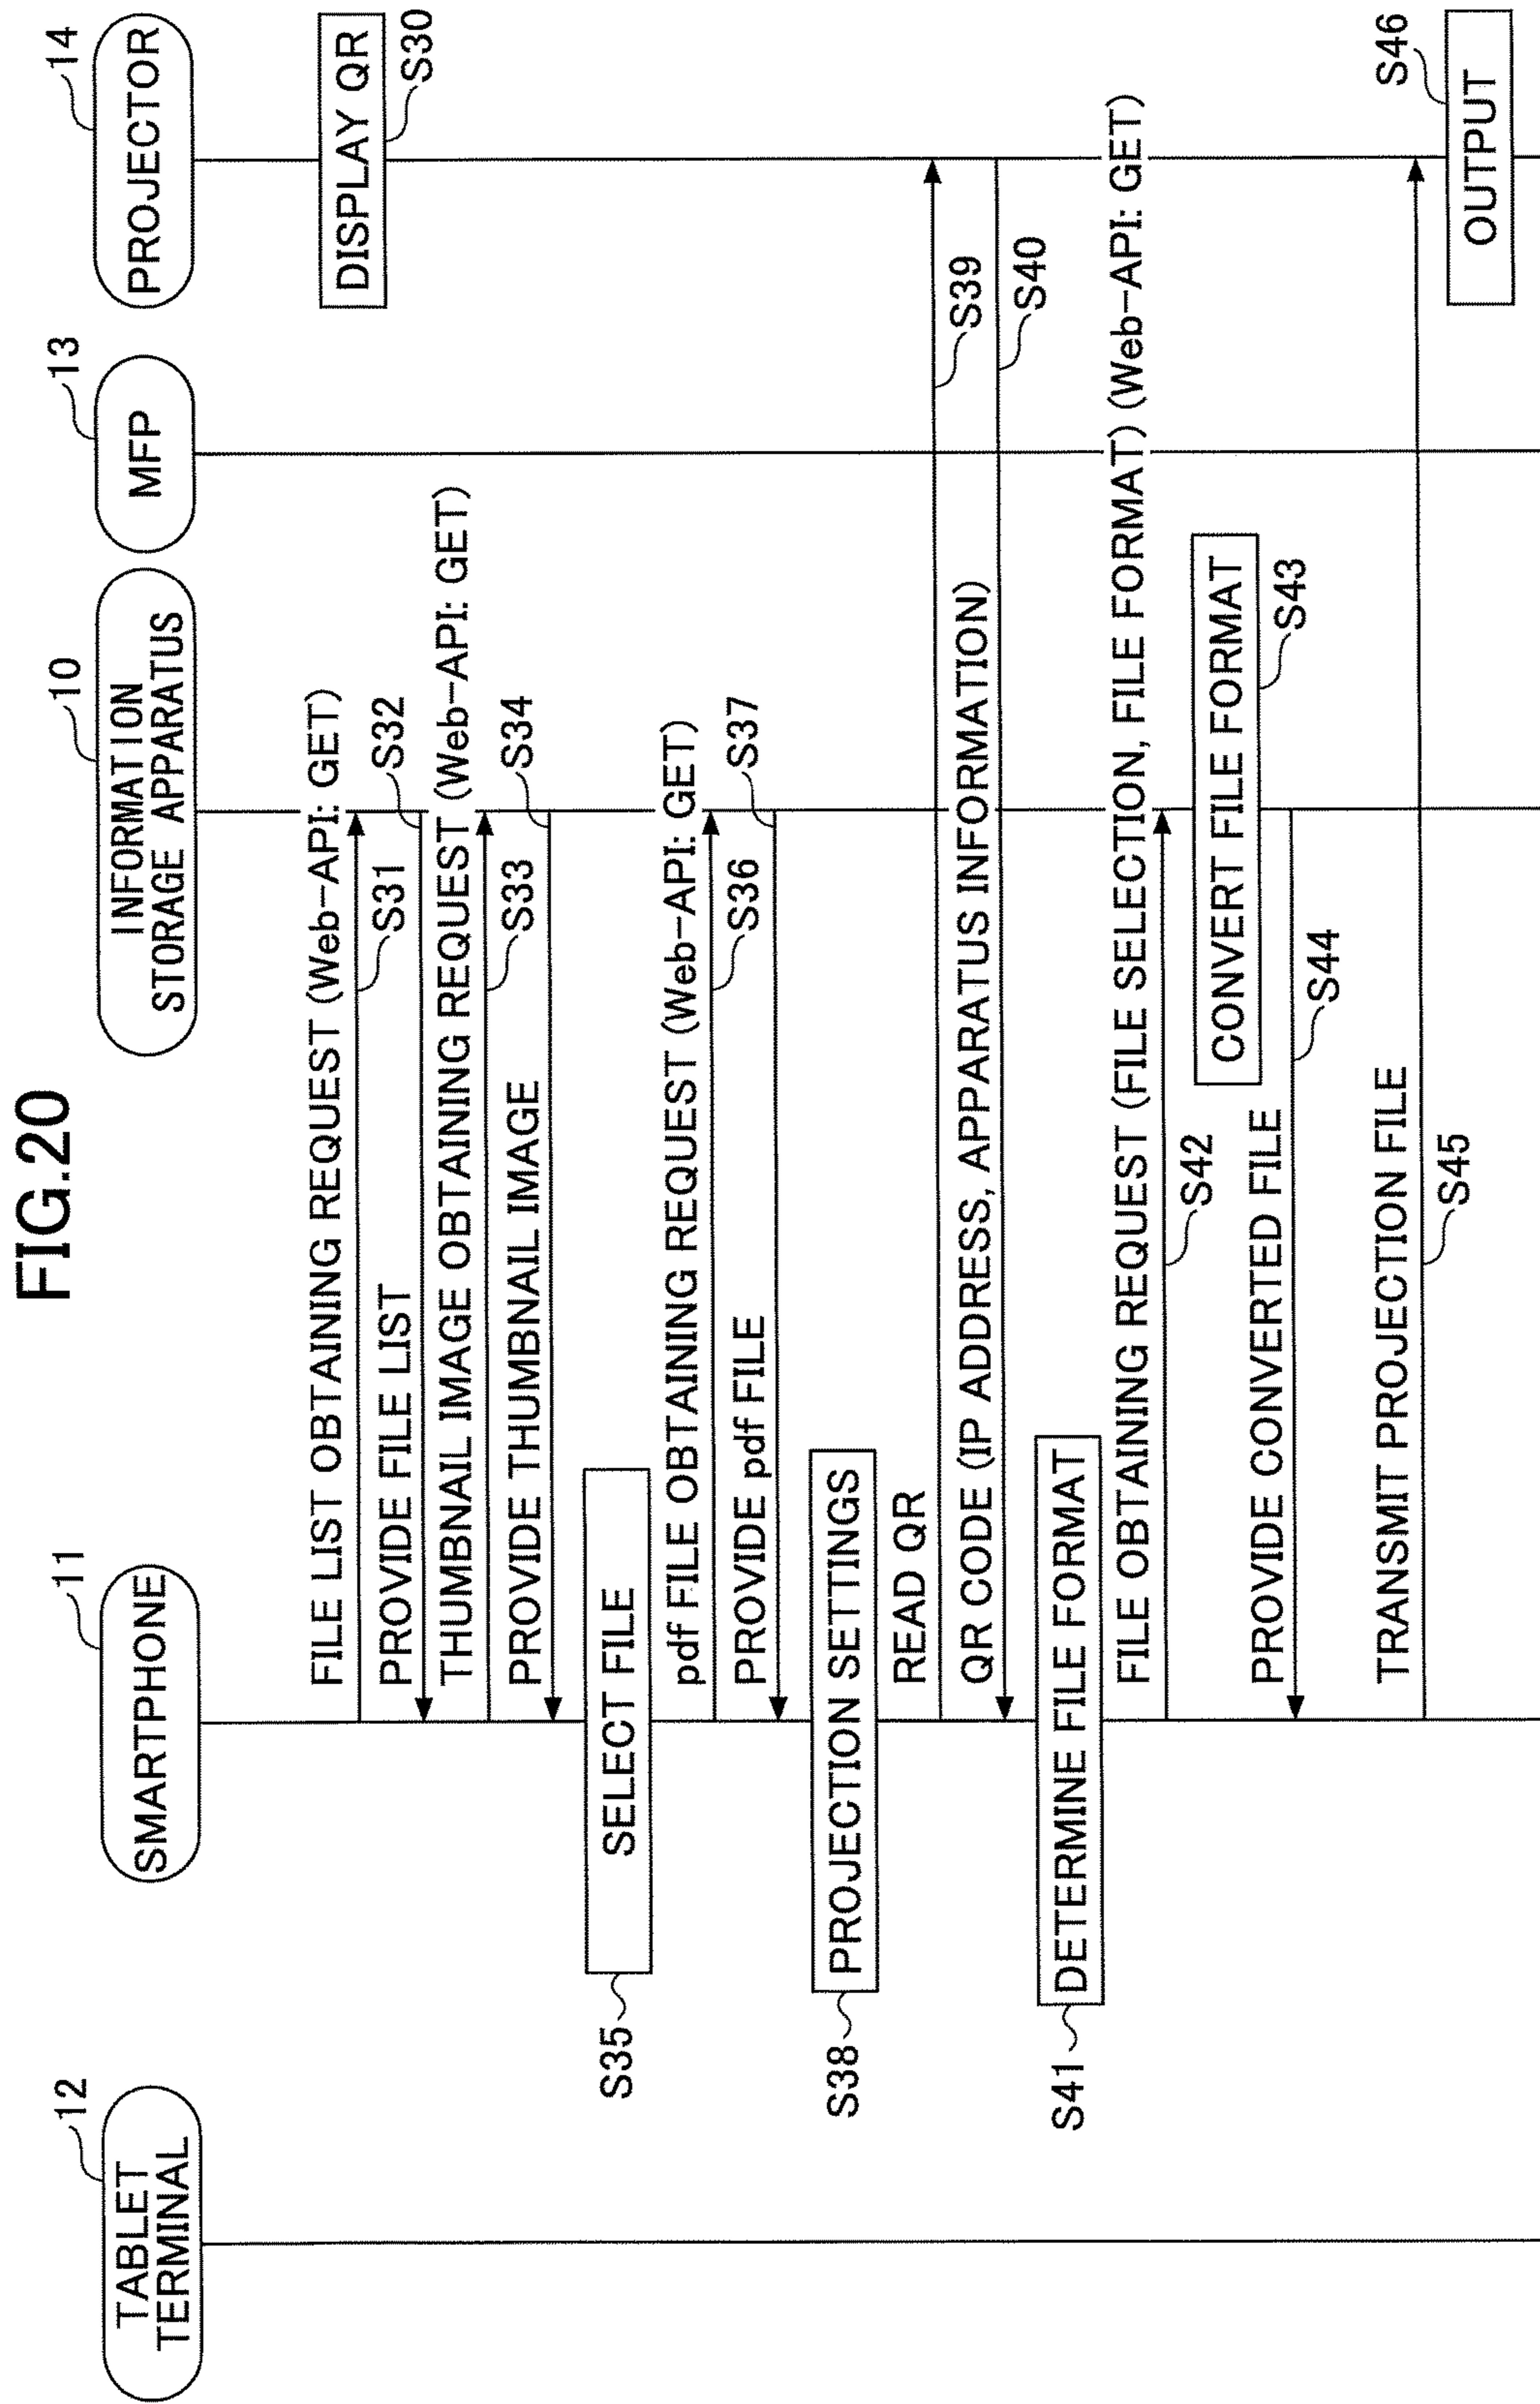 FIG.20
12
TABLET
TERMINAL
11
SMARTPHONE
10
INFORMATION
STORAGE APPARATUS
13
MFP
14
PROJECTOR
DISPLAY QR
S30
FILE LIST OBTAINING REQUEST (Web-API: GET)
S31
PROVIDE FILE LIST
S32
THUMBNAIL IMAGE OBTAINING REQUEST (Web-API: GET)
S33
PROVIDE THUMBNAIL IMAGE
S34
S35
SELECT FILE
pdf FILE OBTAINING REQUEST (Web-API: GET)
S36
PROVIDE pdf FILE
S37
S38
PROJECTION SETTINGS
READ QR
S39
QR CODE (IP ADDRESS, APPARATUS INFORMATION)
S40
S41
DETERMINE FILE FORMAT
FILE OBTAINING REQUEST (FILE SELECTION, FILE FORMAT) (Web-API: GET)
S42
CONVERT FILE FORMAT
S43
PROVIDE CONVERTED FILE
S44
TRANSMIT PROJECTION FILE
S45
S46
OUTPUT